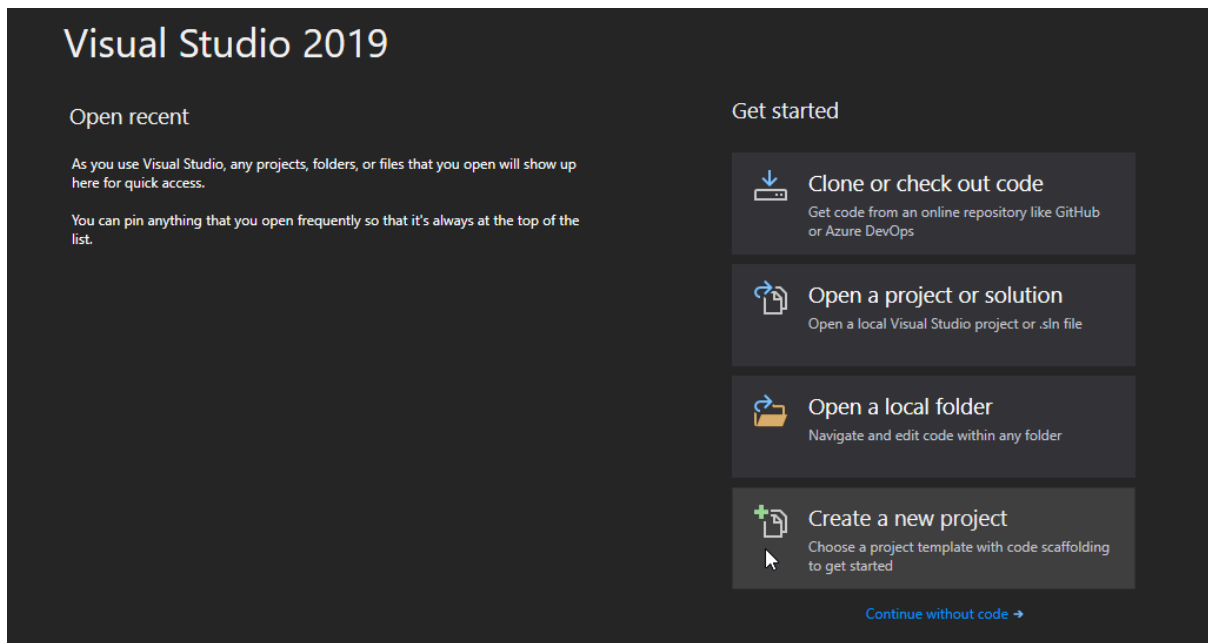 Visual Studio 2019
Open recent
As you use Visual Studio, any projects, folders, or files that you open will show up
here for quick access.
You can pin anything that you open frequently so that it's always at the top of the
list.
Get started
Clone or check out code
Get code from an online repository like GitHub
or Azure DevOps
Open a project or solution
Open a local Visual Studio project or .sln file
Open a local folder
Navigate and edit code within any folder
Create a new project
Choose a project template with code scaffolding
to get started
Continue without code →